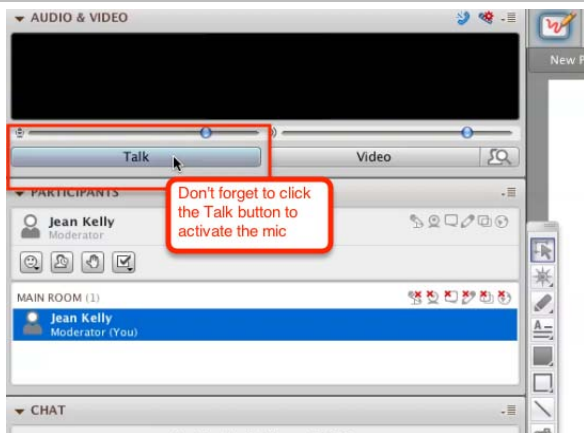 AUDIO & VIDEO
New P
Talk
Video
Don't forget to click
the Talk button to
activate the mic
PARTICIPANTS
Jean Kelly
Moderator
MAIN ROOM (1)
Jean Kelly
Moderator (You)
CHAT